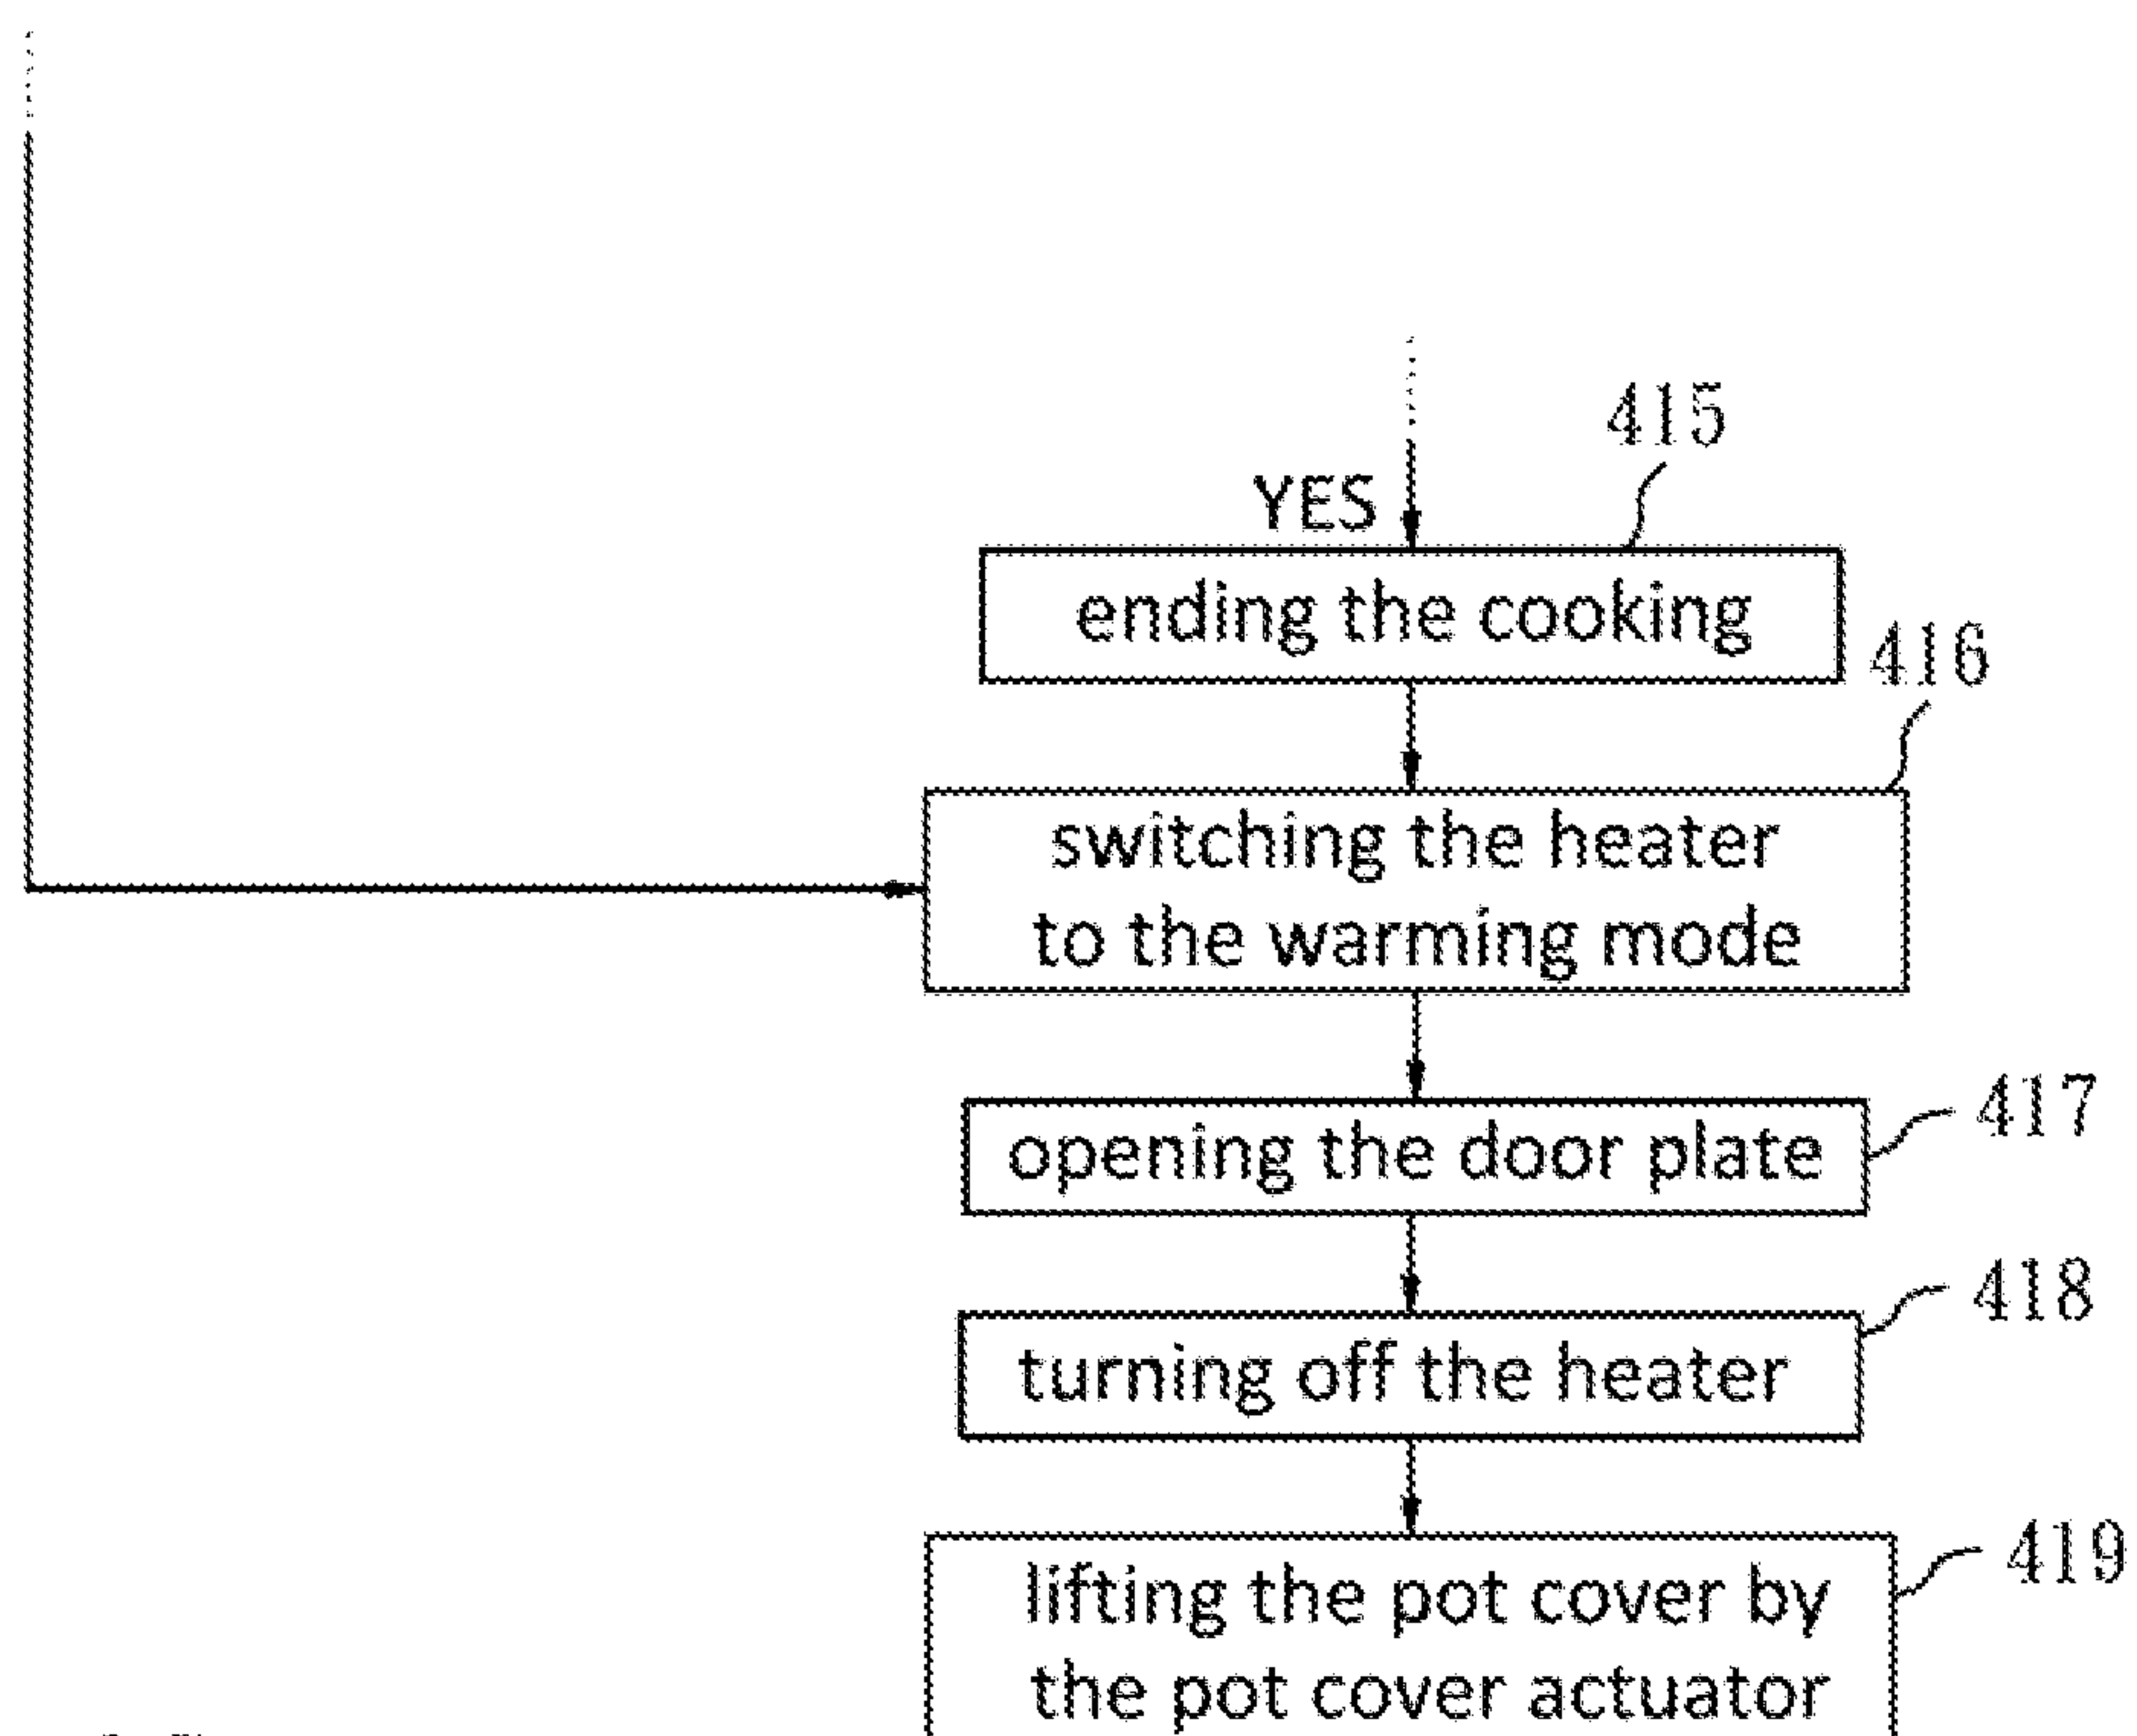 415
YES
ending the cooking
416
switching the heater
to the warming mode
417
opening the door plate
418
turning off the heater
419
lifting the pot cover by
the pot cover actuator